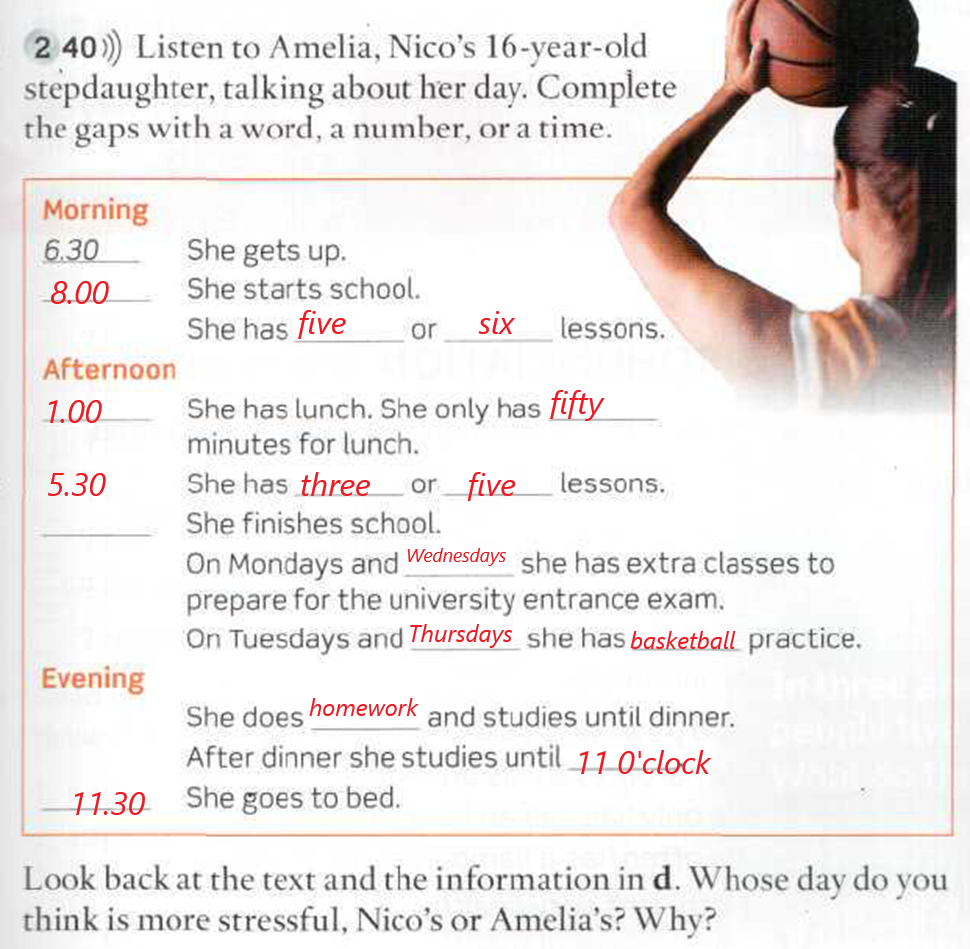 2 40))) Listen to Amelia, Nico's 16-year-old
stepdaughter, talking about her day. Complete
the gaps with a word, a number, or a time.
Morning
6.30 She gets up.
8.00 She starts school.
She has five or six lessons.
Afternoon
1.00 She has lunch. She only has fifty
minutes for lunch.
5.30 She has three or five lessons.
She finishes school.
On Mondays and Wednesdays she has extra classes to
prepare for the university entrance exam.
On Tuesdays and Thursdays she has basketball practice.
Evening
She does homework and studies until dinner.
After dinner she studies until 11 0'clock
11.30 She goes to bed.
Look back at the text and the information in d. Whose day do you
think is more stressful, Nico's or Amelia's? Why?